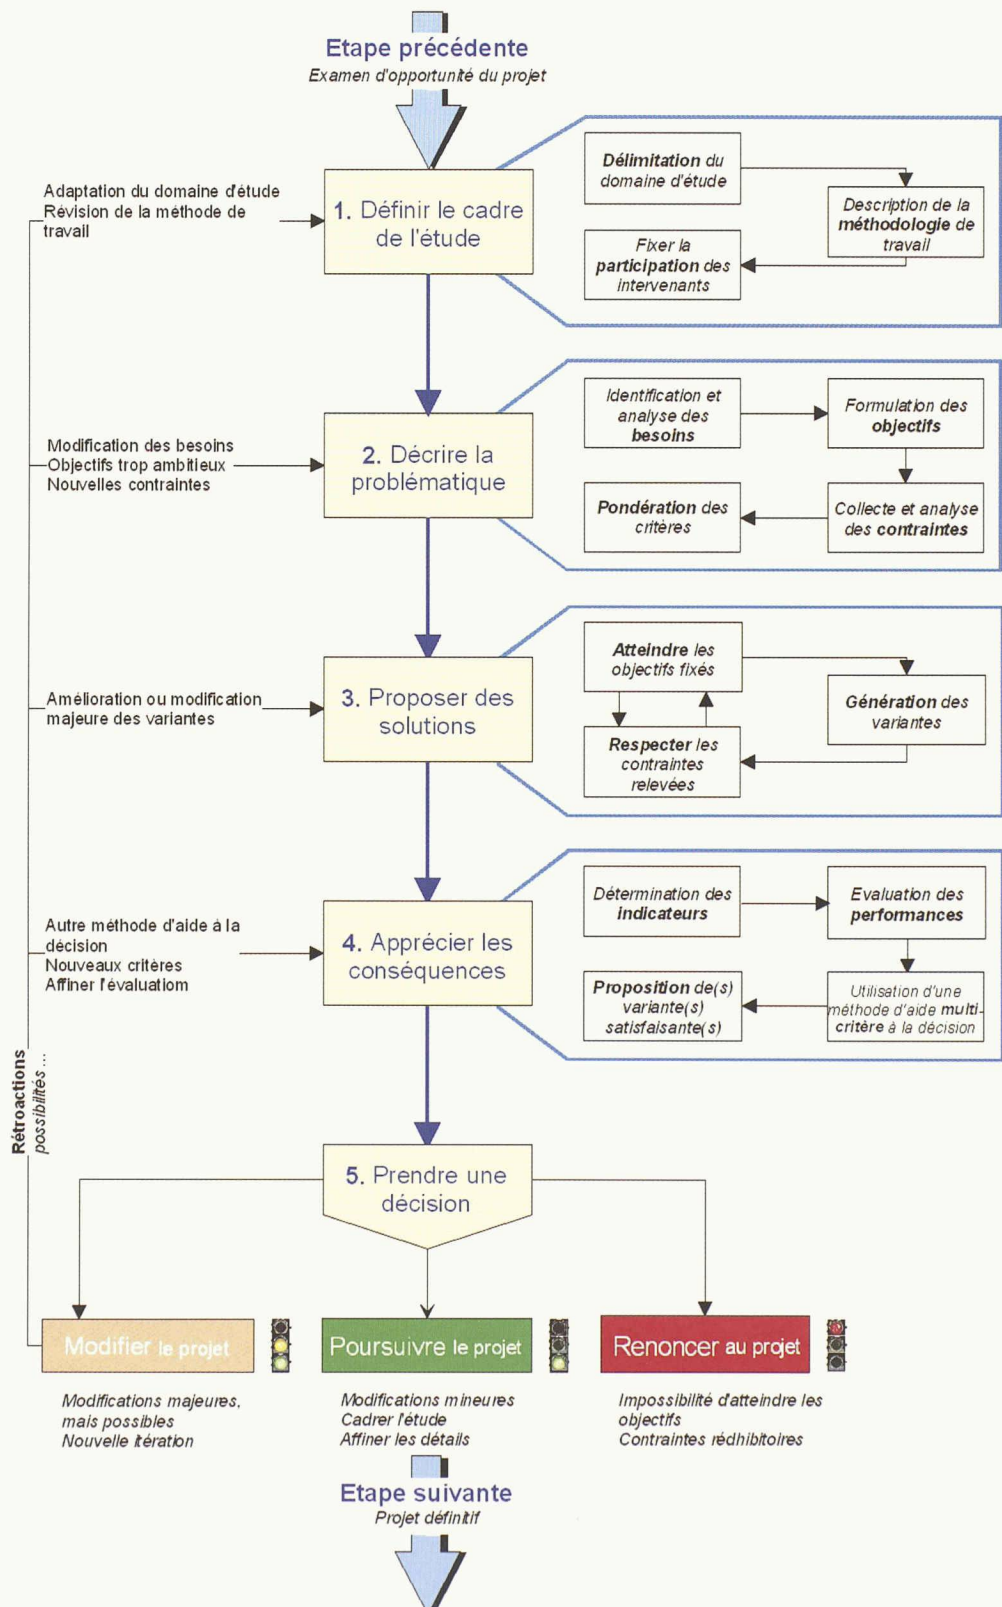 Etape précédente
Examen d'opportunité du projet
Adaptation du domaine d'étude
Révision de la méthode de
travail
1. Définir le cadre
de l'étude
Délimitation du
domaine d'étude
Description de la
méthodologie de
travail
Fixer la
participation des
intervenants
Modification des besoins
Objectifs trop ambitieux
Nouvelles contraintes
2. Décrire la
problématique
Identification et
analyse des
besoins
Formulation des
objectifs
Collecte et analyse
des contraintes
Pondération des
critères
Amélioration ou modification
majeure des variantes
3. Proposer des
solutions
Atteindre les
objectifs fixés
Génération des
variantes
Respecter les
contraintes
relevées
Autre méthode d'aide à la
décision
Nouveaux critères
Affiner l'évaluatiom
4. Apprécier les
conséquences
Détermination des
indicateurs
Evaluation des
performances
Utilisation d'une
méthode d'aide multi-
critère à la décision
Proposition de(s)
variante(s)
satisfaisante(s)
Rétroactions
possibilités ...
5. Prendre une
décision
Modifier le projet
Poursuivre le projet
Renoncer au projet
Modifications majeures,
mais possibles
Nouvelle itération
Modifications mineures
Cadrer l'étude
Affiner les détails
Impossibilité d'atteindre les
objectifs
Contraintes rédhibitoires
Etape suivante
Projet définitif